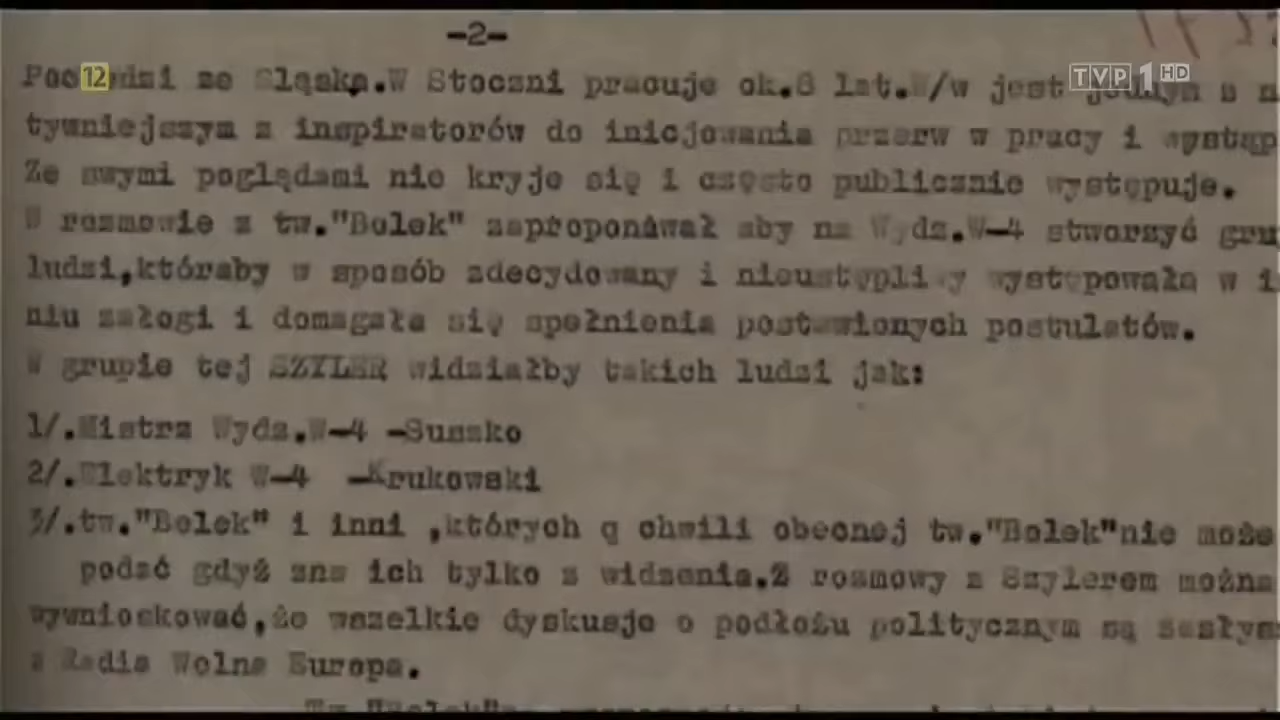 -2-
12
TVP 1 HD
Pochodzi ze Śląska.W Stoczni pracuje ok.8 lat.W/w jest jednym z n
tywniejszym z inspiratorów do inicjowania przerw w pracy i wystąp
Ze swymi poglądami nie kryje się i często publicznie występuje.
W rozmowie z tw."Bolek" zaproponował aby na Wydz.W-4 stworzyć gru
ludzi,któraby w sposób zdecydowany i nieustępliwy występowała w i
niu załogi i domagała się spełnienia postawionych postulatów.
W grupie tej SZYLER widziałby takich ludzi jak:
1/.Mistrz Wydz.W-4 -Suszko
2/.Elektryk W-4 -Krukowski
3/.tw."Bolek" i inni ,których q chwili obecnej tw."Bolek"nie może
podać gdyż zna ich tylko z widzenia.Z rozmowy z Szylerem można
wywnioskować,że wszelkie dyskusje o podłożu politycznym są zasłysz
z Radia Wolna Europa.